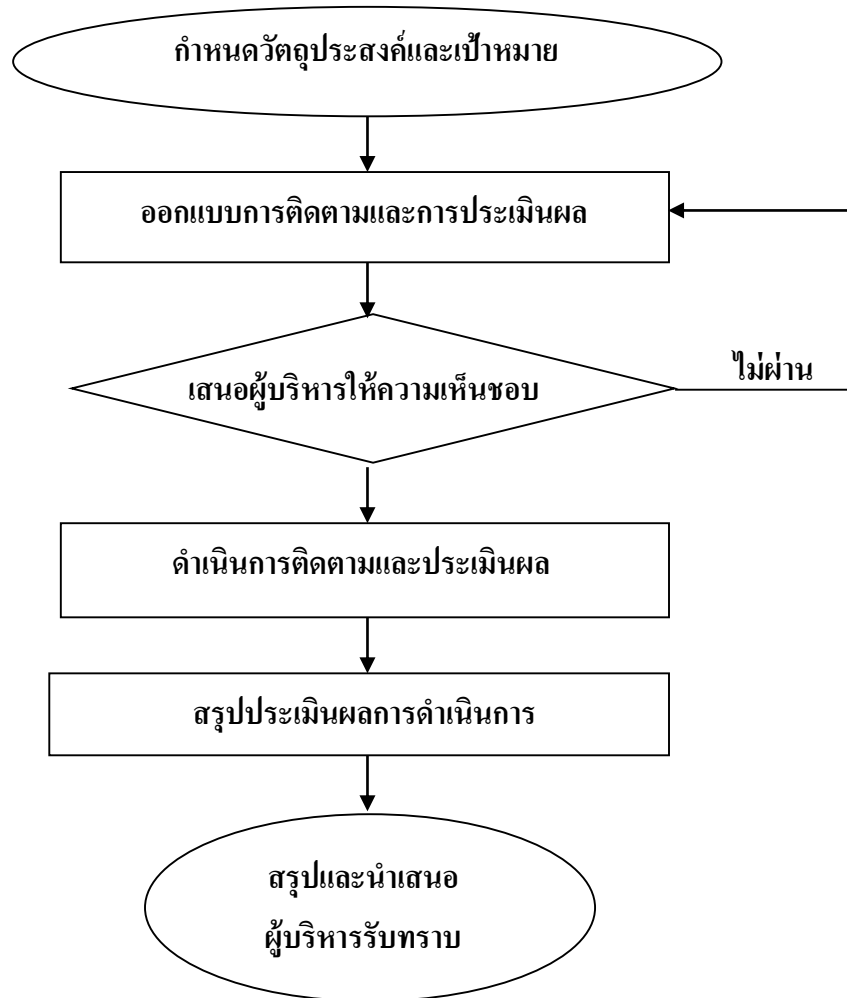 กำหนดวัตถุประสงค์และเป้าหมาย
ออกแบบการติดตามและการประเมินผล
เสนอผู้บริหารให้ความเห็นชอบ
ไม่ผ่าน
ดำเนินการติดตามและประเมินผล
สรุปประเมินผลการดำเนินการ
สรุปและนำเสนอ
ผู้บริหารรับทราบ